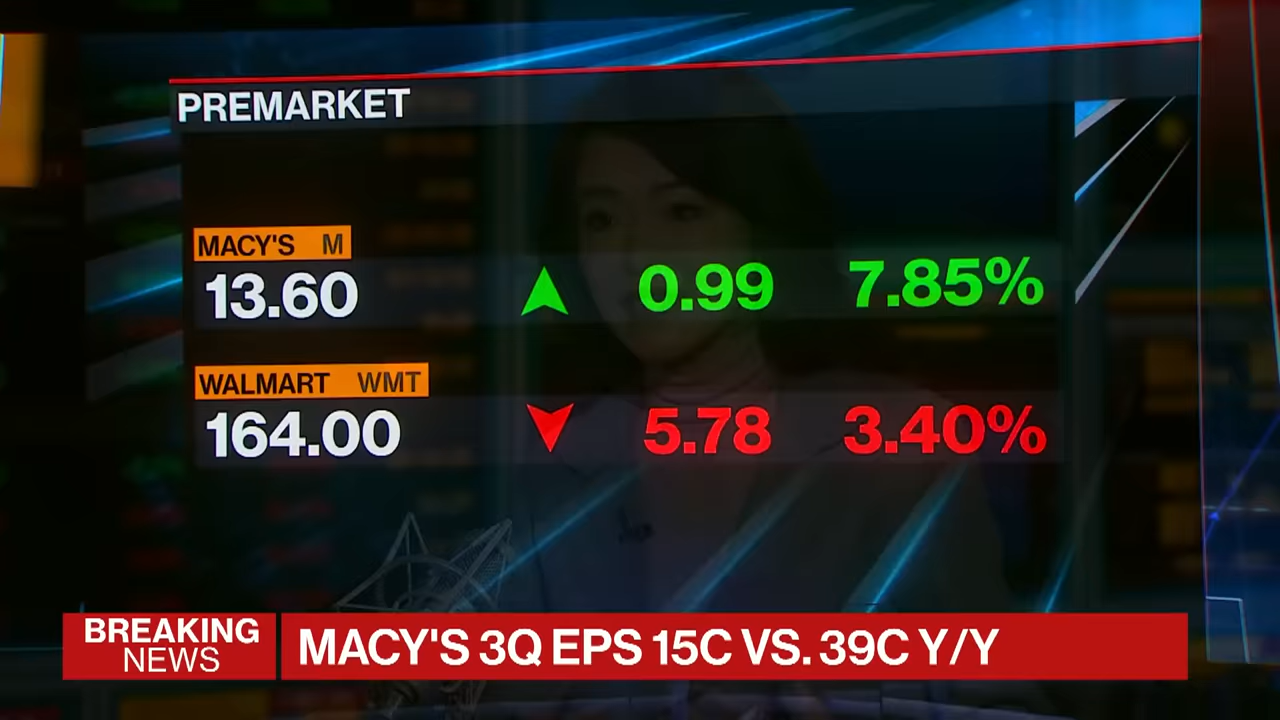 PREMARKET
MACY'S M
13.60 ▲ 0.99 7.85%
WALMART WMT
164.00 ▼ 5.78 3.40%
BREAKING NEWS
MACY'S 3Q EPS 15C VS. 39C Y/Y